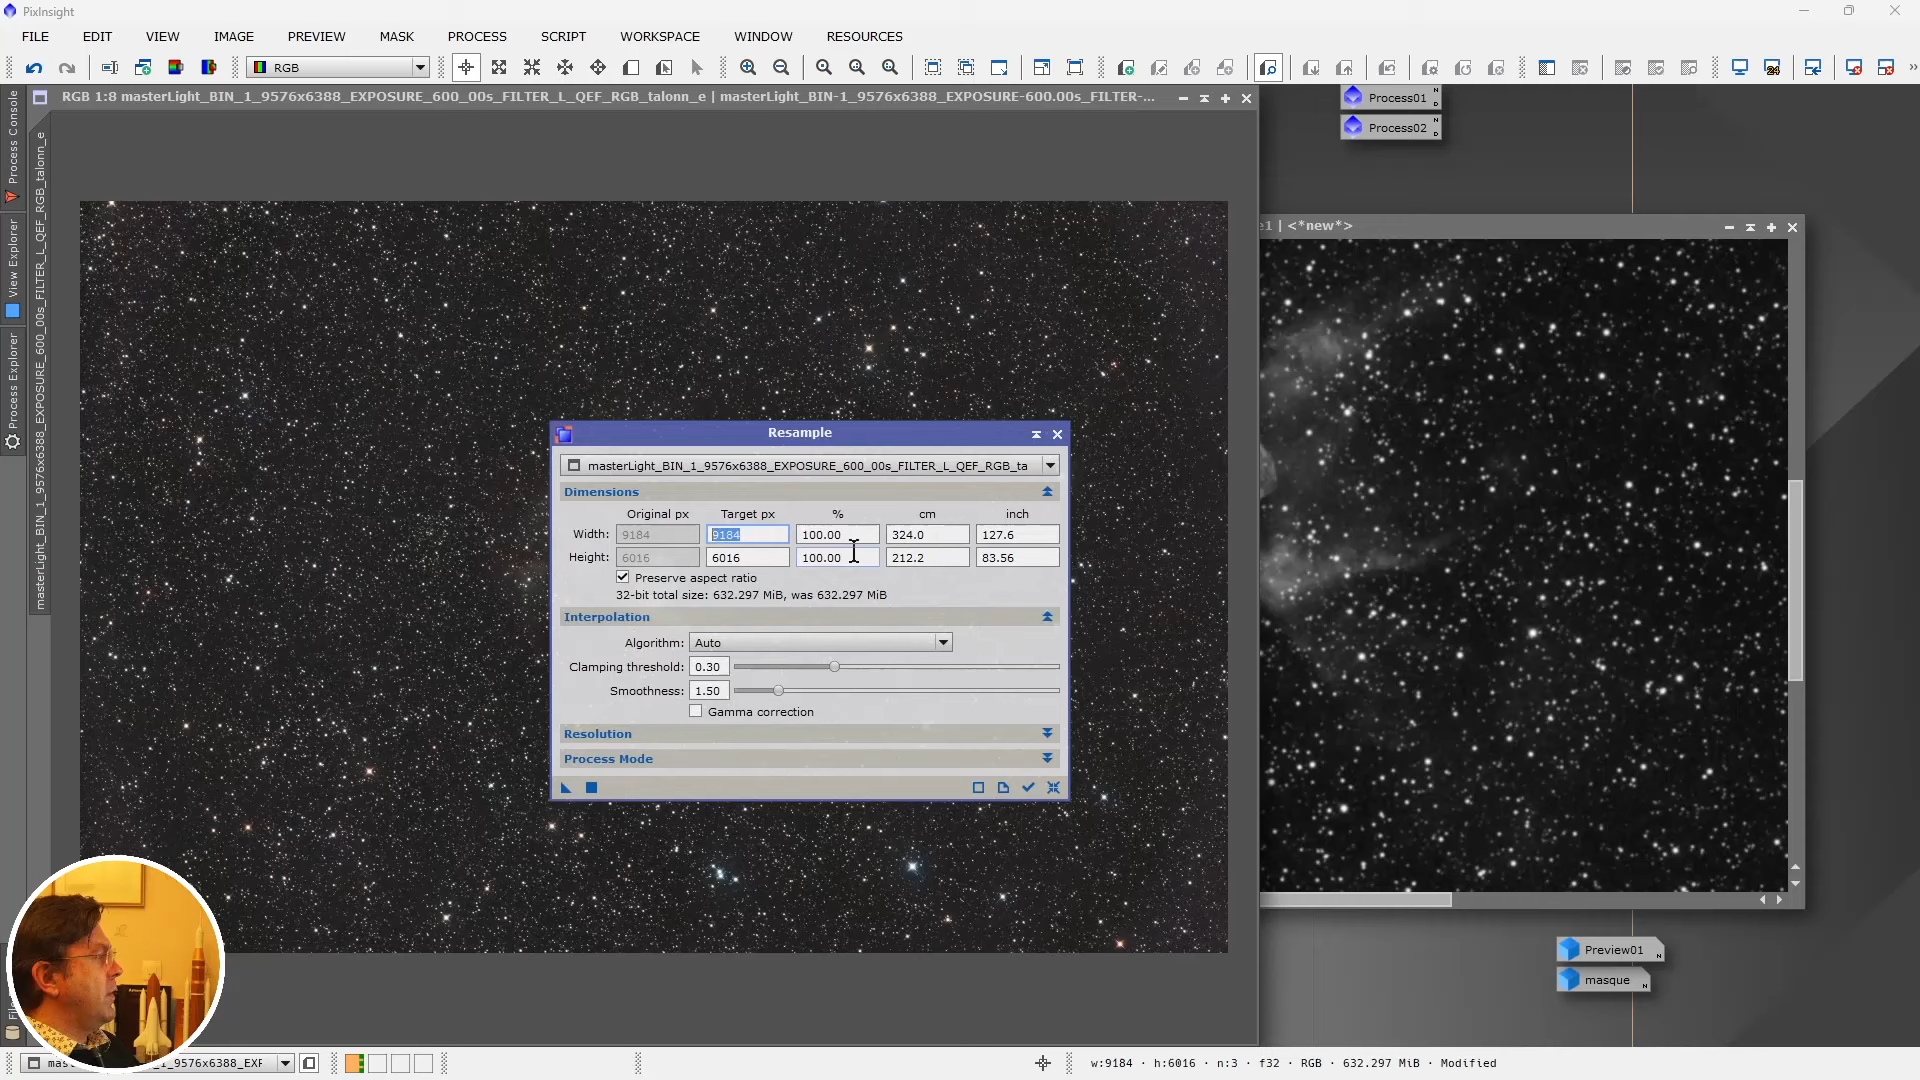 PixInsight
FILE EDIT VIEW IMAGE PREVIEW MASK PROCESS SCRIPT WORKSPACE WINDOW RESOURCES
RGB
24
Process Console
View Explorer
Process Explorer
RGB 1:8 masterLight_BIN_1_9576x6388_EXPOSURE_600_00s_FILTER_L_QEF_RGB_talonn_e | masterLight_BIN-1_9576x6388_EXPOSURE-600.00s_FILTER-...
masterLight_BIN_1_9576x6388_EXPOSURE_600_00s_FILTER_L_QEF_RGB_talonn_e
Process01 N D
Process02 N D
e1 | <*new*>
Resample
masterLight_BIN_1_9576x6388_EXPOSURE_600_00s_FILTER_L_QEF_RGB_ta
Dimensions
Original px Target px % cm inch
Width: 9184 9184 100.00 324.0 127.6
Height: 6016 6016 100.00 212.2 83.56
Preserve aspect ratio
32-bit total size: 632.297 MiB, was 632.297 MiB
Interpolation
Algorithm: Auto
Clamping threshold: 0.30
Smoothness: 1.50
Gamma correction
Resolution
Process Mode
Preview01 N
masque N
_1_9576x6388_EXF
w:9184 · h:6016 · n:3 · f32 · RGB · 632.297 MiB · Modified